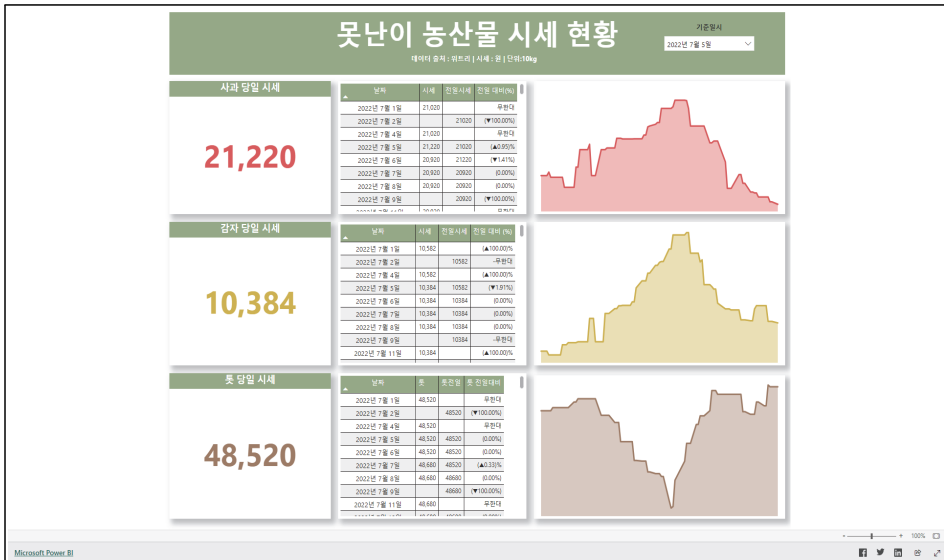 못난이 농산물 시세 현황
데이터 출처 : 위트리 | 시세 : 원 | 단위:10kg
기준일시
2022년 7월 5일
사과 당일 시세
21,220
날짜 시세 전일시세 전일 대비(%)
2022년 7월 1일 21,020 무한대
2022년 7월 2일 21020 (▼100.00%)
2022년 7월 4일 21,020 무한대
2022년 7월 5일 21,220 21020 (▲0.95)%
2022년 7월 6일 20,920 21220 (▼1.41%)
2022년 7월 7일 20,920 20920 (0.00%)
2022년 7월 8일 20,920 20920 (0.00%)
2022년 7월 9일 20920 (▼100.00%)
감자 당일 시세
10,384
날짜 시세 전일시세 전일 대비 (%)
2022년 7월 1일 10,582 (▲100.00)%
2022년 7월 2일 10582 -무한대
2022년 7월 4일 10,582 (▲100.00)%
2022년 7월 5일 10,384 10582 (▼1.91%)
2022년 7월 6일 10,384 10384 (0.00%)
2022년 7월 7일 10,384 10384 (0.00%)
2022년 7월 8일 10,384 10384 (0.00%)
2022년 7월 9일 10384 -무한대
2022년 7월 11일 10,384 (▲100.00)%
톳 당일 시세
48,520
날짜 톳 톳전일 톳 전일대비
2022년 7월 1일 48,520 무한대
2022년 7월 2일 48520 (▼100.00%)
2022년 7월 4일 48,520 무한대
2022년 7월 5일 48,520 48520 (0.00%)
2022년 7월 6일 48,520 48520 (0.00%)
2022년 7월 7일 48,680 48520 (▲0.33)%
2022년 7월 8일 48,680 48680 (0.00%)
2022년 7월 9일 48680 (▼100.00%)
2022년 7월 11일 48,680 무한대
- + 100%
Microsoft Power BI